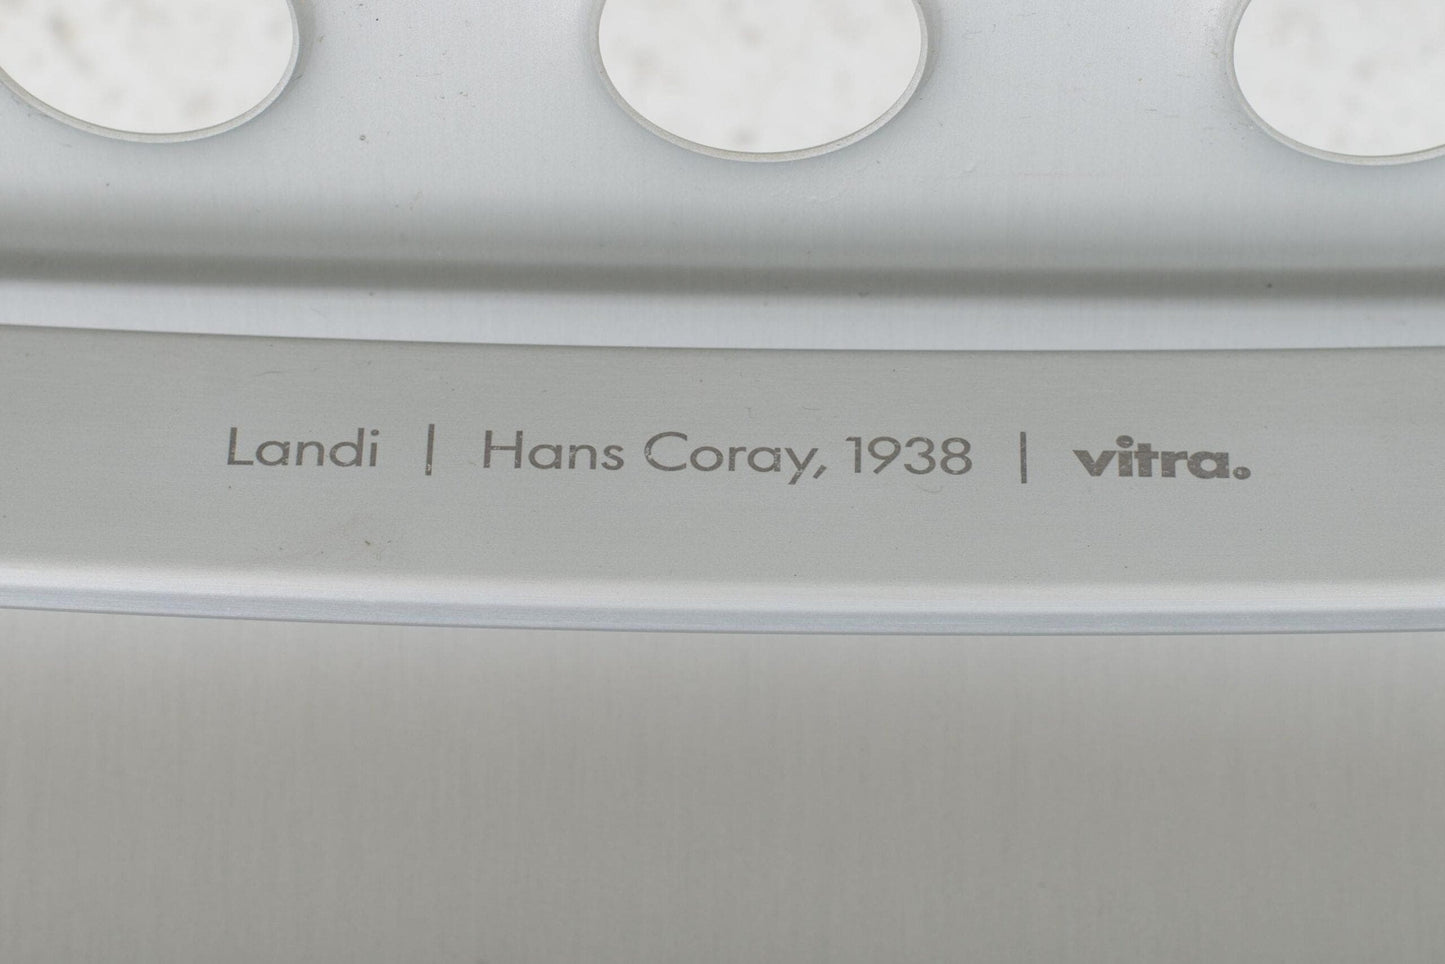 Landi | Hans Coray, 1938 | vitra.